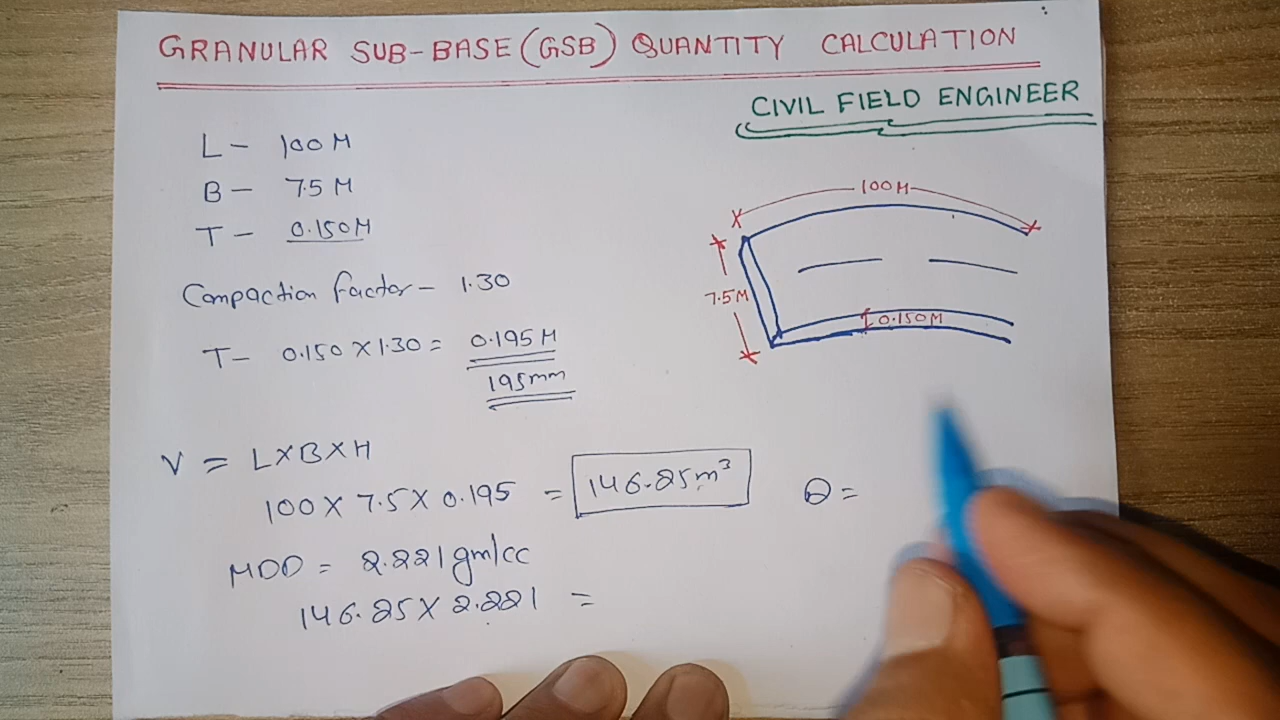 GRANULAR SUB-BASE (GSB) QUANTITY CALCULATION
CIVIL FIELD ENGINEER
L - 100 M
B - 7.5 M
T - 0.150 M
Compaction factor - 1.30
T - 0.150 X 1.30 = 0.195 M
195mm
100 M
7.5 M
0.150 M
V = L X B X H
100 X 7.5 X 0.195 = 146.25 m³
Q =
MDD = 2.221 gm/cc
146.25 X 2.221 =